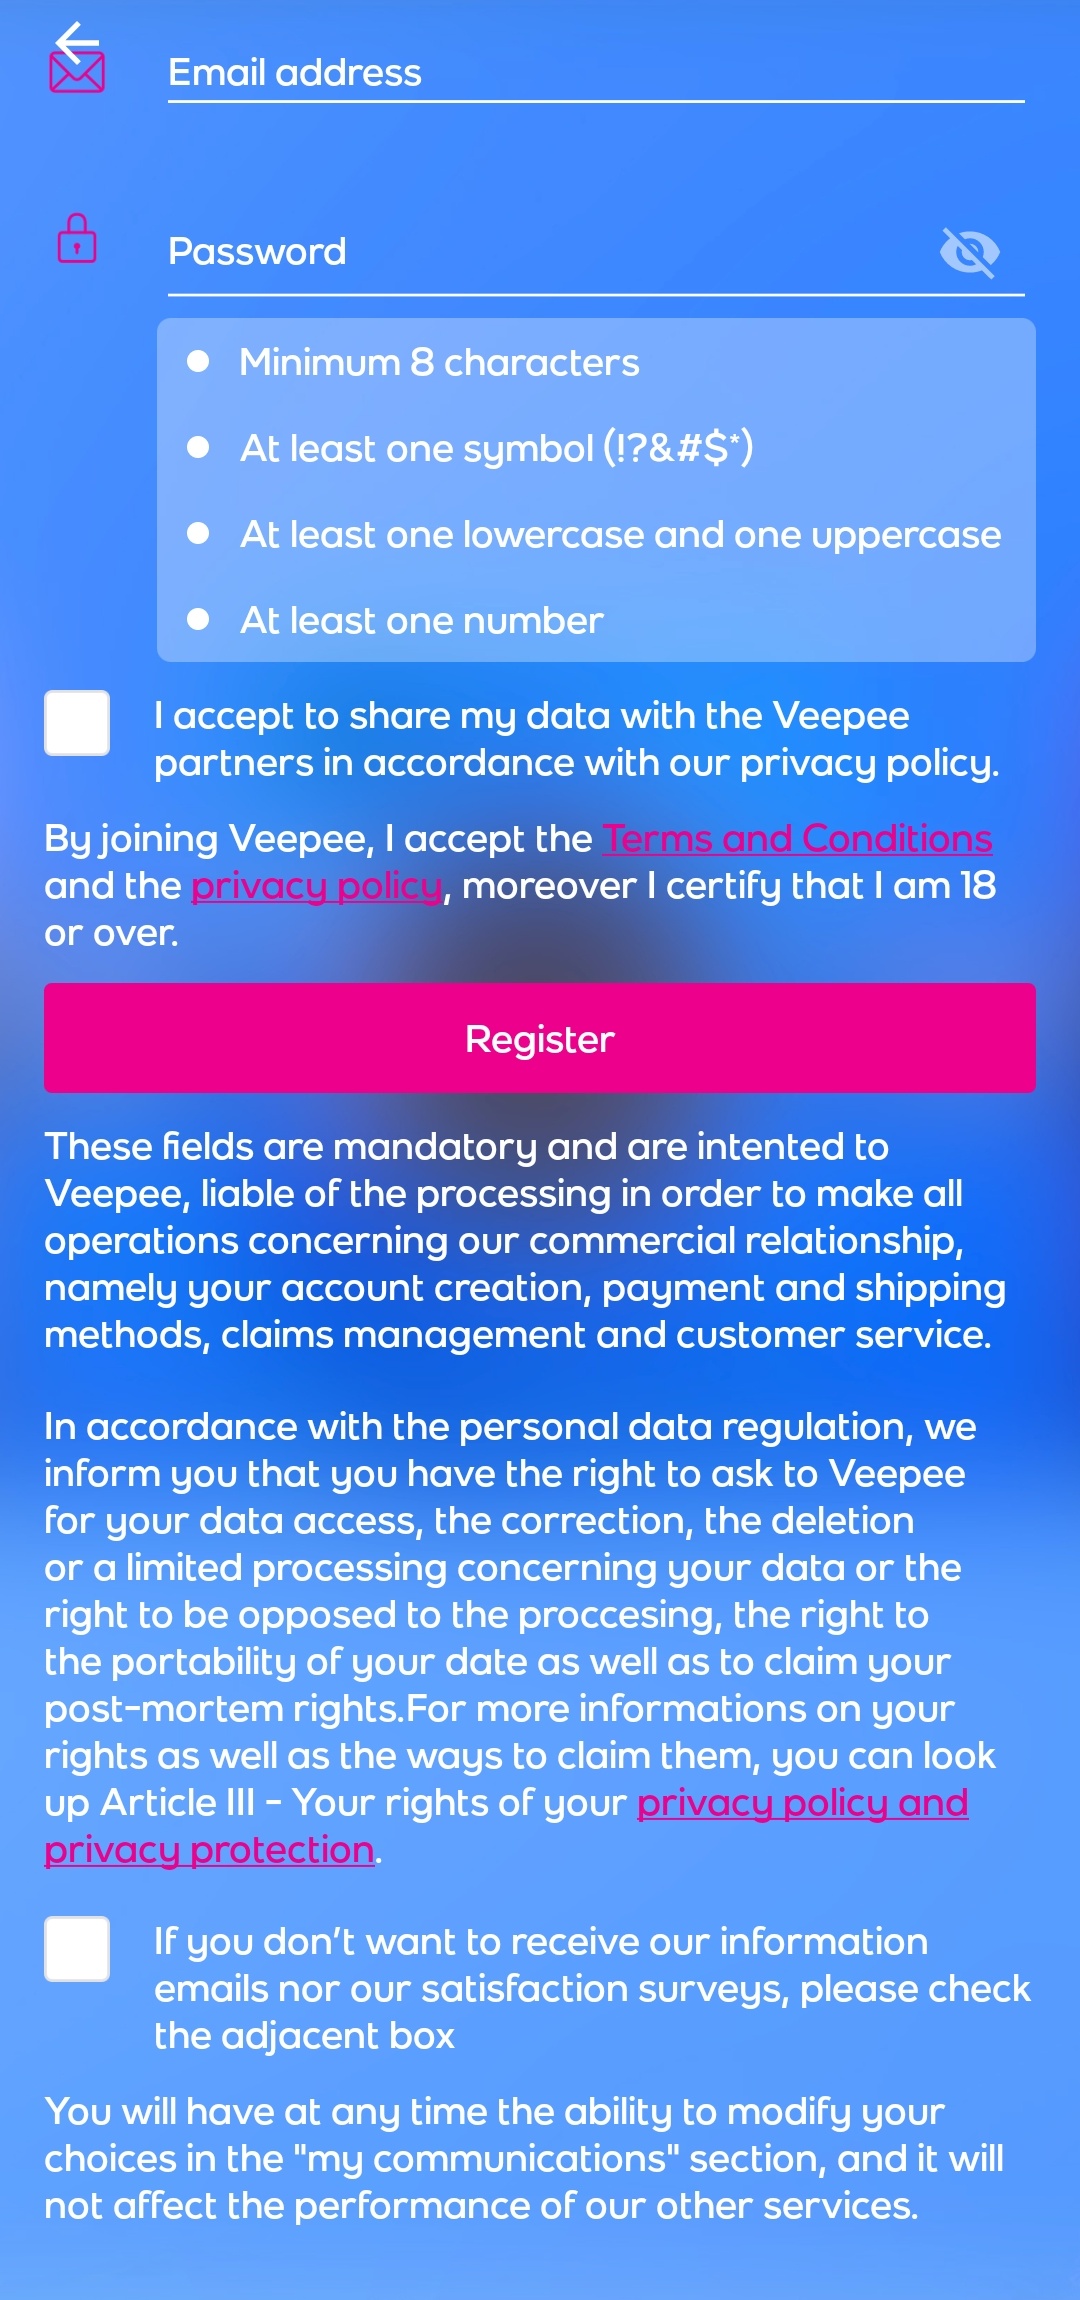 Email address
Password
Minimum 8 characters
At least one symbol (!?&#$*)
At least one lowercase and one uppercase
At least one number
I accept to share my data with the Veepee
partners in accordance with our privacy policy.
By joining Veepee, I accept the Terms and Conditions
and the privacy policy, moreover I certify that I am 18
or over.
Register
These fields are mandatory and are intented to
Veepee, liable of the processing in order to make all
operations concerning our commercial relationship,
namely your account creation, payment and shipping
methods, claims management and customer service.
In accordance with the personal data regulation, we
inform you that you have the right to ask to Veepee
for your data access, the correction, the deletion
or a limited processing concerning your data or the
right to be opposed to the proccesing, the right to
the portability of your date as well as to claim your
post-mortem rights.For more informations on your
rights as well as the ways to claim them, you can look
up Article III - Your rights of your privacy policy and
privacy protection.
If you don't want to receive our information
emails nor our satisfaction surveys, please check
the adjacent box
You will have at any time the ability to modify your
choices in the "my communications" section, and it will
not affect the performance of our other services.